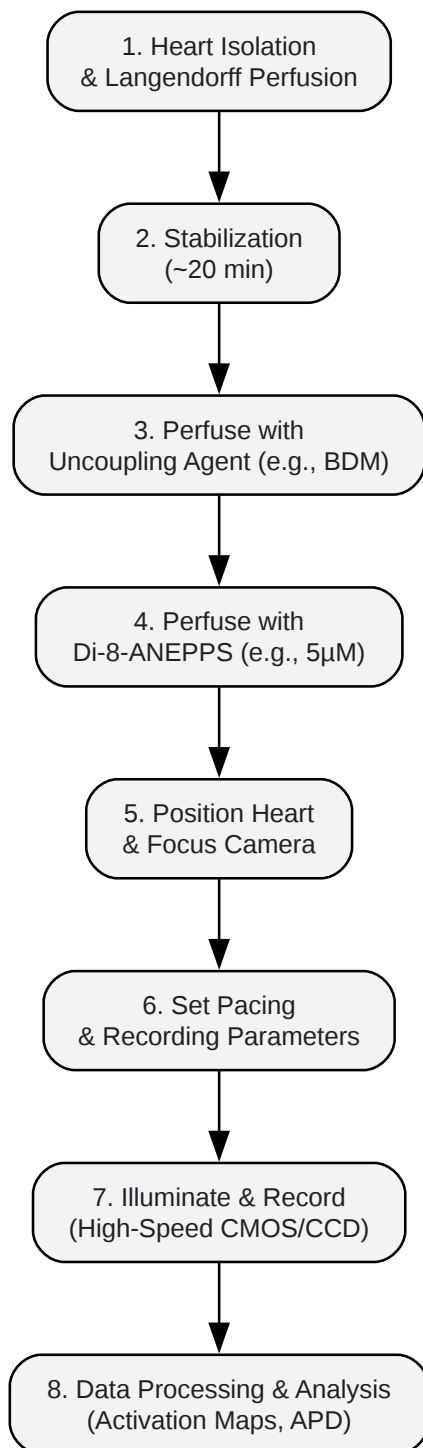 1. Heart Isolation
& Langendorff Perfusion
2. Stabilization
(~20 min)
3. Perfuse with
Uncoupling Agent (e.g., BDM)
4. Perfuse with
Di-8-ANEPPS (e.g., 5µM)
5. Position Heart
& Focus Camera
6. Set Pacing
& Recording Parameters
7. Illuminate & Record
(High-Speed CMOS/CCD)
8. Data Processing & Analysis
(Activation Maps, APD)